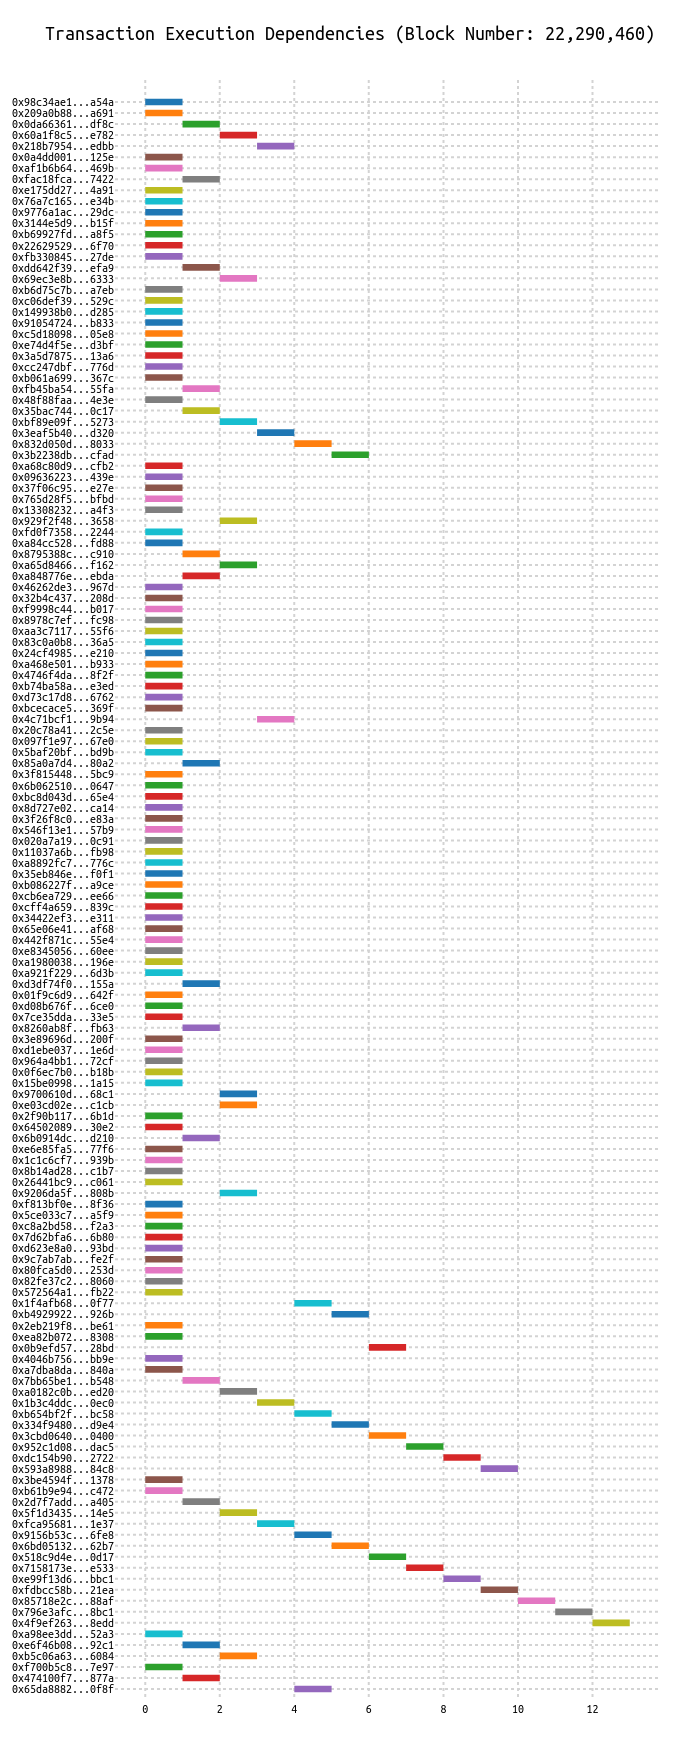 Transaction Execution Dependencies (Block Number: 22,290,460)
0x98c34ae1...a54a
0x209a0b88...a691
0x0da66361...df8c
0x60a1f8c5...e782
0x218b7954...edbb
0x0a4dd001...125e
0xaf1b6b64...469b
0xfac18fca...7422
0xe175dd27...4a91
0x76a7c165...e34b
0x9776a1ac...29dc
0x3144e5d9...b15f
0xb69927fd...a8f5
0x22629529...6f70
0xfb330845...27de
0xdd642f39...efa9
0x69ec3e8b...6333
0xb6d75c7b...a7eb
0xc06def39...529c
0x149938b0...d285
0x91054724...b833
0xc5d18098...05e8
0xe74d4f5e...d3bf
0x3a5d7875...13a6
0xcc247dbf...776d
0xb061a699...367c
0xfb45ba54...55fa
0x48f88faa...4e3e
0x35bac744...0c17
0xbf89e09f...5273
0x3eaf5b40...d320
0x832d050d...8033
0x3b2238db...cfad
0xa68c80d9...cfb2
0x09636223...439e
0x37f06c95...e27e
0x765d28f5...bfbd
0x13308232...a4f3
0x929f2f48...3658
0xfd0f7358...2244
0xa84cc528...fd88
0x8795388c...c910
0xa65d8466...f162
0xa848776e...ebda
0x46262de3...967d
0x32b4c437...208d
0xf9998c44...b017
0x8978c7ef...fc98
0xaa3c7117...55f6
0x83c0a0b8...36a5
0x24cf4985...e210
0xa468e501...b933
0x4746f4da...8f2f
0xb74ba58a...e3ed
0xd73c17d8...6762
0xbcecace5...369f
0x4c71bcf1...9b94
0x20c78a41...2c5e
0x097f1e97...67e0
0x5baf20bf...bd9b
0x85a0a7d4...80a2
0x3f815448...5bc9
0x6b062510...0647
0xbc8d043d...65e4
0x8d727e02...ca14
0x3f26f8c0...e83a
0x546f13e1...57b9
0x020a7a19...0c91
0x11037a6b...fb98
0xa8892fc7...776c
0x35eb846e...f0f1
0xb086227f...a9ce
0xcb6ea729...ee66
0xcff4a659...839c
0x34422ef3...e311
0x65e06e41...af68
0x442f871c...55e4
0xe8345056...60ee
0xa1980038...196e
0xa921f229...6d3b
0xd3df74f0...155a
0x01f9c6d9...642f
0xd08b676f...6ce0
0x7ce35dda...33e5
0x8260ab8f...fb63
0x3e89696d...200f
0xd1ebe037...1e6d
0x964a4bb1...72cf
0x0f6ec7b0...b18b
0x15be0998...1a15
0x9700610d...68c1
0xe03cd02e...c1cb
0x2f90b117...6b1d
0x64502089...30e2
0x6b0914dc...d210
0xe6e85fa5...77f6
0x1c1c6cf7...939b
0x8b14ad28...c1b7
0x26441bc9...c061
0x9206da5f...808b
0xf813bf0e...8f36
0x5ce033c7...a5f9
0xc8a2bd58...f2a3
0x7d62bfa6...6b80
0xd623e8a0...93bd
0x9c7ab7ab...fe2f
0x80fca5d0...253d
0x82fe37c2...8060
0x572564a1...fb22
0x1f4afb68...0f77
0xb4929922...926b
0x2eb219f8...be61
0xea82b072...8308
0x0b9efd57...28bd
0x4046b756...bb9e
0xa7dba8da...840a
0x7bb65be1...b548
0xa0182c0b...ed20
0x1b3c4ddc...0ec0
0xb654bf2f...bc58
0x334f9480...d9e4
0x3cbd0640...0400
0x952c1d08...dac5
0xdc154b90...2722
0x593a8988...84c8
0x3be4594f...1378
0xb61b9e94...c472
0x2d7f7add...a405
0x5f1d3435...14e5
0xfca95681...1e37
0x9156b53c...6fe8
0x6bd05132...62b7
0x518c9d4e...0d17
0x7158173e...e533
0xe99f13d6...bbc1
0xfdbcc58b...21ea
0x85718e2c...88af
0x796e3afc...8bc1
0x4f9ef263...8edd
0xa98ee3dd...52a3
0xe6f46b08...92c1
0xb5c06a63...6084
0xf700b5c8...7e97
0x474100f7...877a
0x65da8882...0f8f
0 2 4 6 8 10 12